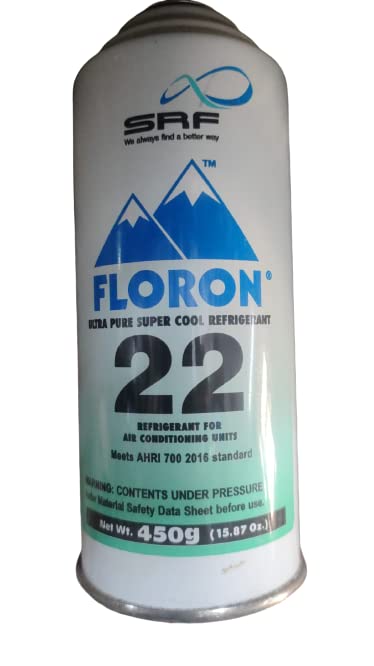 SRF
We always find a better way
TM
FLORON®
ULTRA PURE SUPER COOL REFRIGERANT
22
REFRIGERANT FOR
AIR CONDITIONING UNITS
Meets AHRI 700 2016 standard
WARNING: CONTENTS UNDER PRESSURE
Material Safety Data Sheet before use.
Net Wt. 450g (15.87 Oz.)